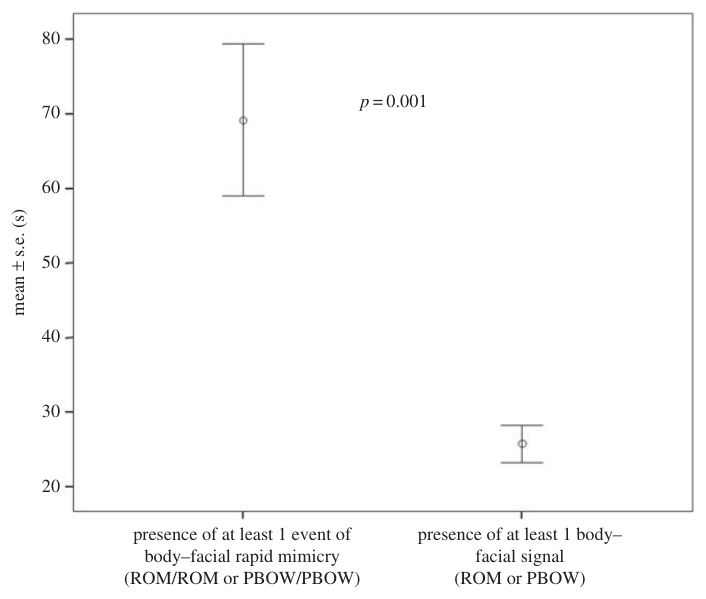 80
70
60
50
40
30
20
mean ± s.e. (s)
p = 0.001
presence of at least 1 event of
body–facial rapid mimicry
(ROM/ROM or PBOW/PBOW)
presence of at least 1 body–
facial signal
(ROM or PBOW)